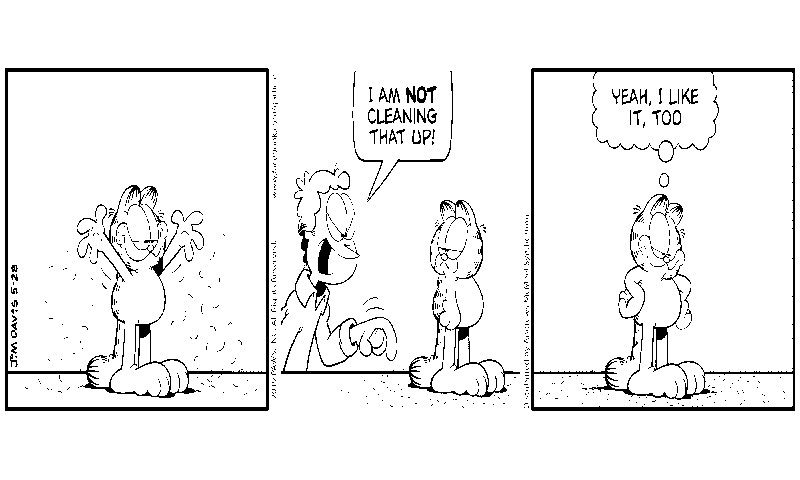 JIM DAVIS 5-28
I AM NOT
CLEANING
THAT UP!
YEAH, I LIKE
IT, TOO